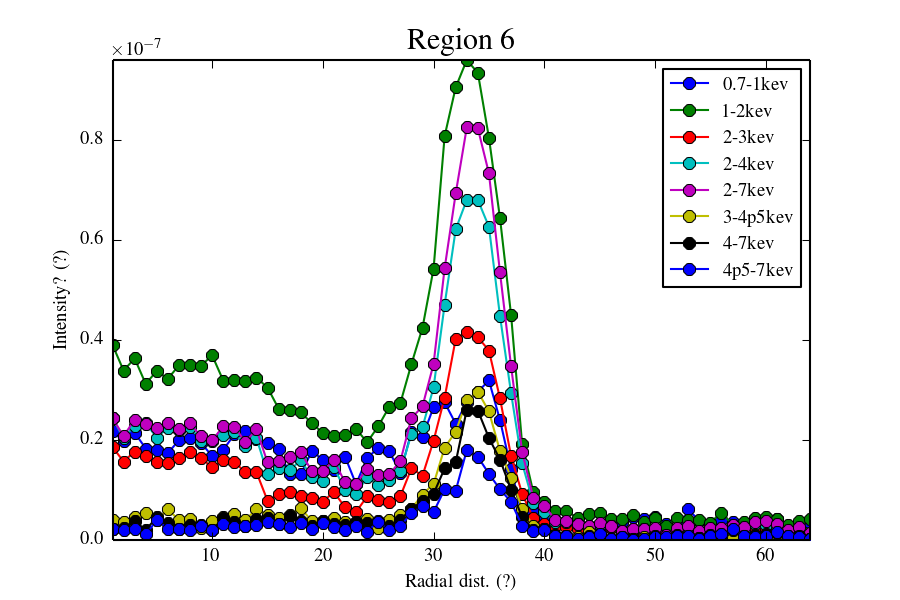 Region 6
×10⁻⁷
0.8
0.6
0.4
0.2
0.0
10
20
30
40
50
60
Intensity? (?)
Radial dist. (?)
0.7-1kev
1-2kev
2-3kev
2-4kev
2-7kev
3-4p5kev
4-7kev
4p5-7kev